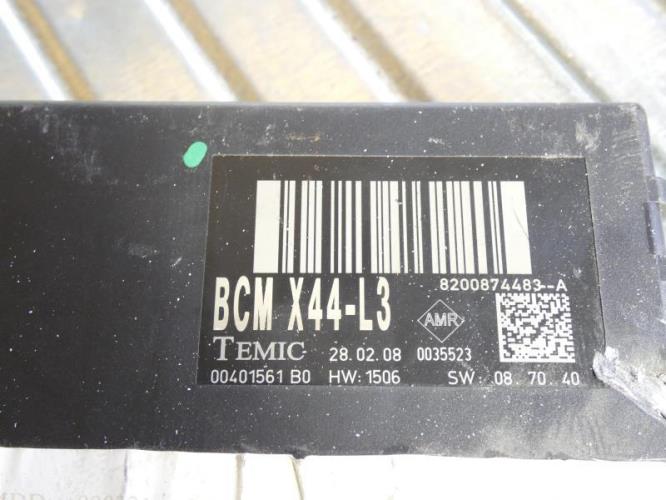 8200874483--A
BCM X44-L3
AMR
TEMIC 28.02.08 0035523
00401561 B0 HW: 1506 SW: 08.70.40